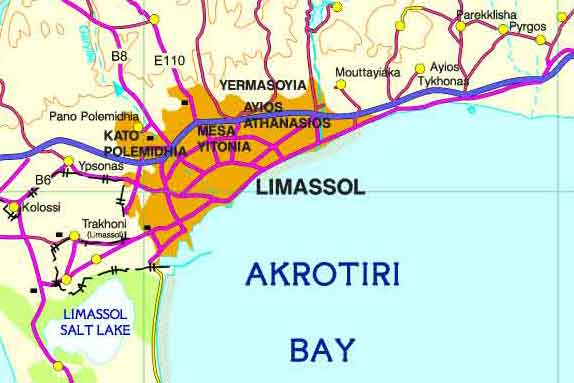 Parekklisha
Pyrgos
B8
E110
Mouttayiaka
Ayios
Tykhonas
YERMASOYIA
Pano Polemidhia
AYIOS
ATHANASIOS
KATO
POLEMIDHIA
MESA
YITONIA
Ypsonas
B6
LIMASSOL
Kolossi
Trakhoni
(Limassol)
AKROTIRI
BAY
LIMASSOL
SALT LAKE